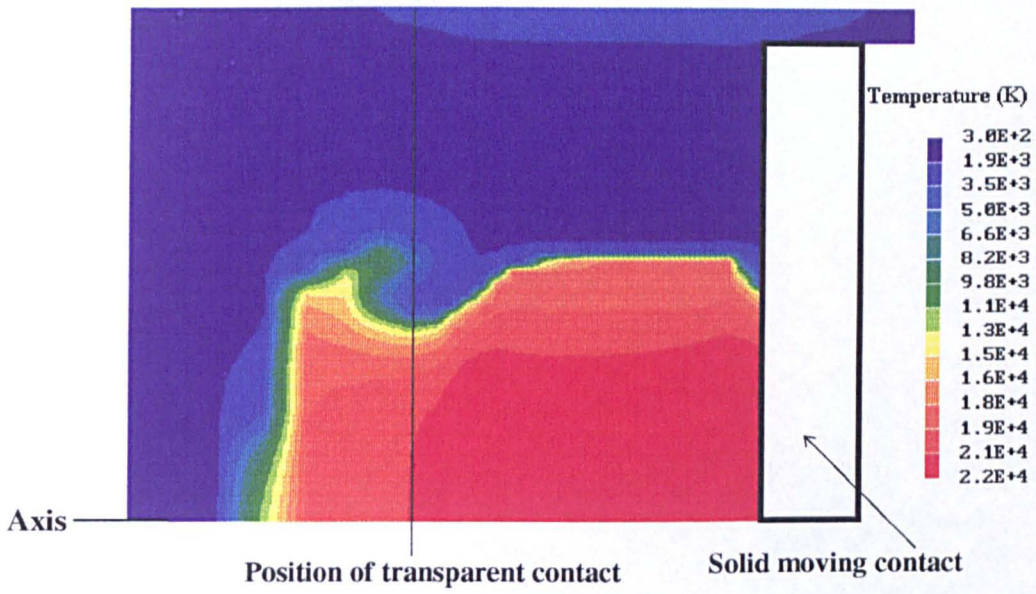 Temperature (K)
3.0E+2
1.9E+3
3.5E+3
5.0E+3
6.6E+3
8.2E+3
9.8E+3
1.1E+4
1.3E+4
1.5E+4
1.6E+4
1.8E+4
1.9E+4
2.1E+4
2.2E+4
Axis
Position of transparent contact
Solid moving contact